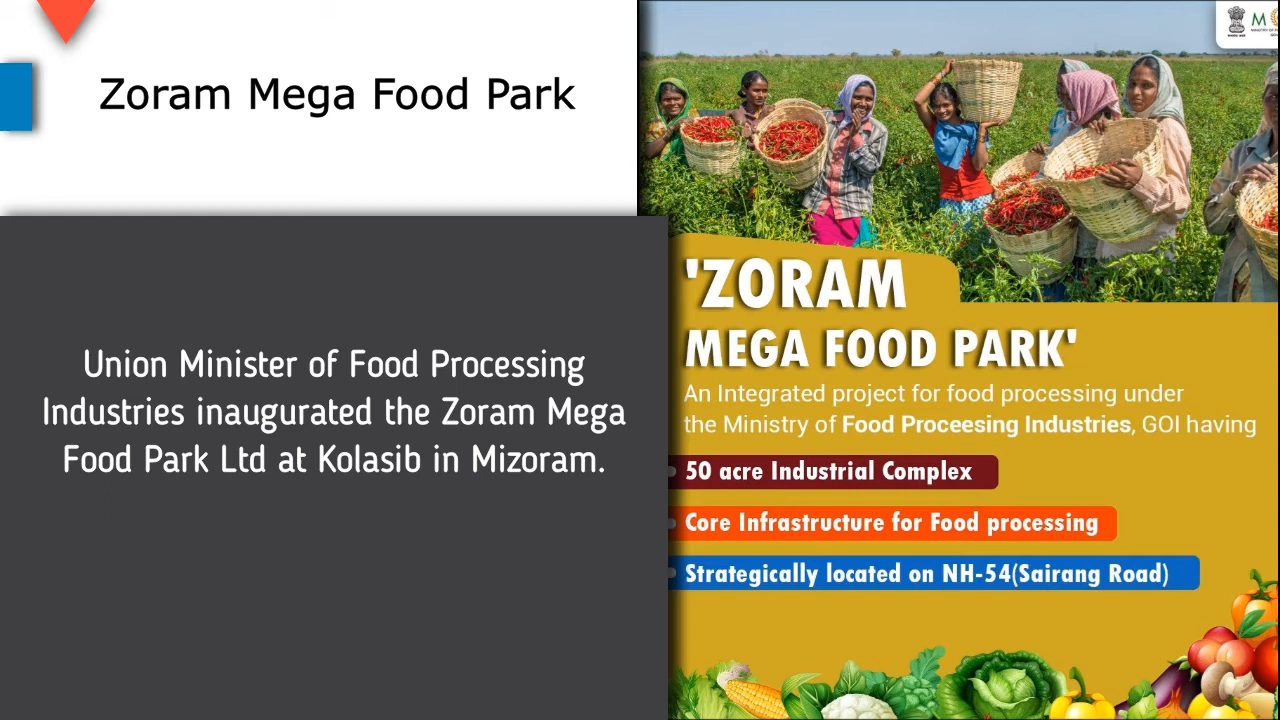 Zoram Mega Food Park
Union Minister of Food Processing
Industries inaugurated the Zoram Mega
Food Park Ltd at Kolasib in Mizoram.
M
'ZORAM
MEGA FOOD PARK'
An Integrated project for food processing under
the Ministry of Food Proceesing Industries, GOI having
50 acre Industrial Complex
Core Infrastructure for Food processing
Strategically located on NH-54(Sairang Road)